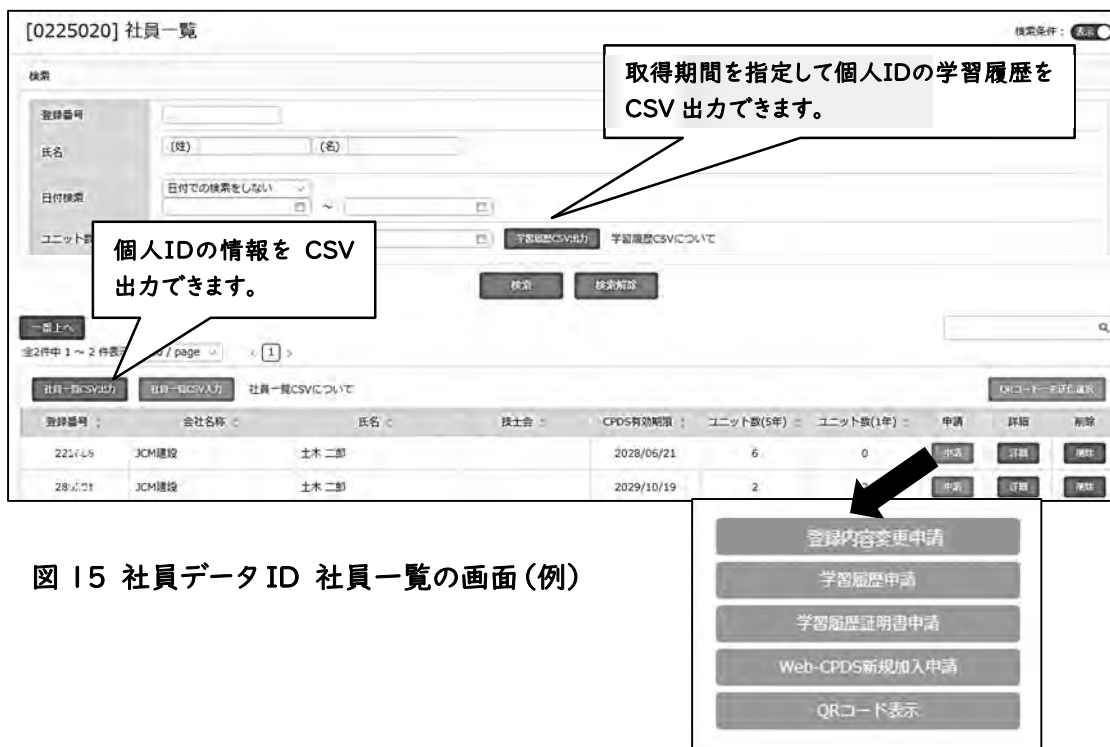 [0225020] 社員一覧
検索条件： 表示
検索
取得期間を指定して個人IDの学習履歴を
CSV 出力できます。
登録番号
氏名 (姓) (名)
日付検索 日付での検索をしない
~
ユニット数
学習履歴CSV出力 学習履歴CSVについて
個人IDの情報を CSV
出力できます。
検索 検索解除
一番上へ
全2件中 1 ~ 2 件表示 / page < 1 >
社員一覧CSV出力 社員一覧CSV入力 社員一覧CSVについて
登録番号 会社名称 氏名 技士会 CPDS有効期限 ユニット数(5年) ユニット数(1年) 申請 詳細 削除
JCM建設 土木 二郎 2028/06/21 6 0 申請 詳細 削除
JCM建設 土木 二郎 2029/10/19 2 申請 詳細 削除
登録内容変更申請
学習履歴申請
学習履歴証明書申請
Web-CPDS新規加入申請
QRコード表示
図 15 社員データ ID 社員一覧の画面（例）